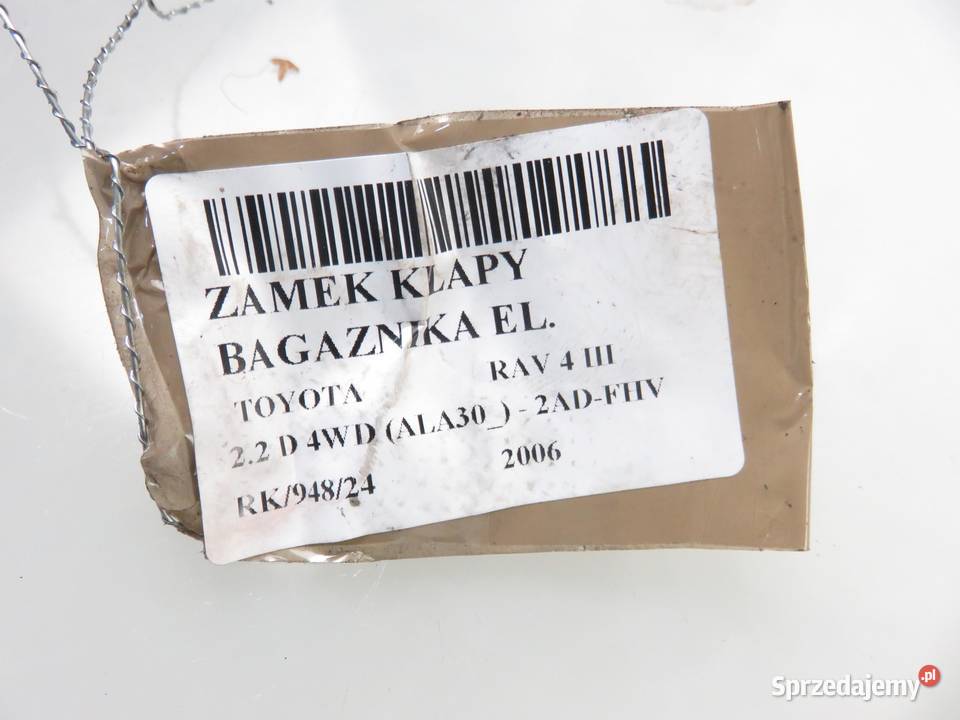 ZAMEK KLAPY
BAGAZNIKA EL.
TOYOTA RAV 4 III
2.2 D 4WD (ALA30_) - 2AD-FHV
RK/948/24 2006
Sprzedajemy.pl